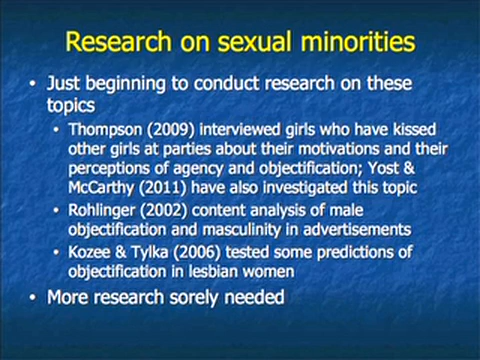 Research on sexual minorities
• Just beginning to conduct research on these
topics
• Thompson (2009) interviewed girls who have kissed
other girls at parties about their motivations and their
perceptions of agency and objectification; Yost &
McCarthy (2011) have also investigated this topic
• Rohlinger (2002) content analysis of male
objectification and masculinity in advertisements
• Kozee & Tylka (2006) tested some predictions of
objectification in lesbian women
• More research sorely needed